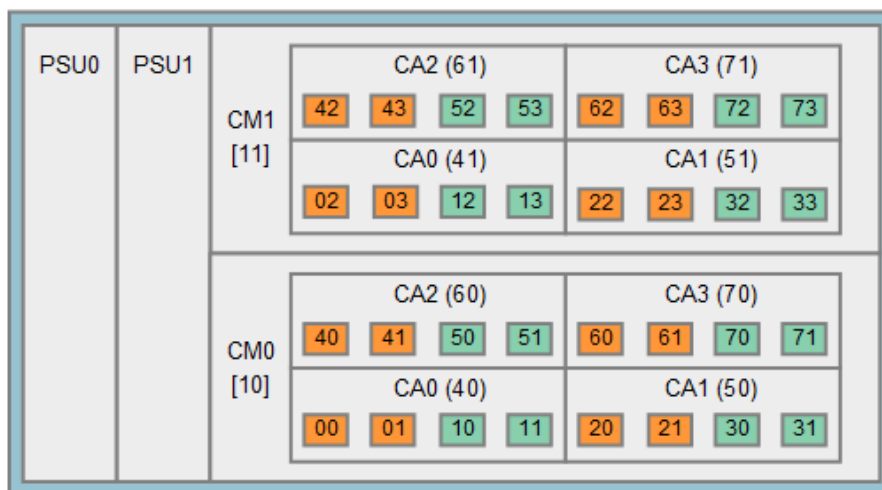 PSU0
PSU1
CM1
[11]
CA2 (61)
42 43 52 53
CA3 (71)
62 63 72 73
CA0 (41)
02 03 12 13
CA1 (51)
22 23 32 33
CM0
[10]
CA2 (60)
40 41 50 51
CA3 (70)
60 61 70 71
CA0 (40)
00 01 10 11
CA1 (50)
20 21 30 31